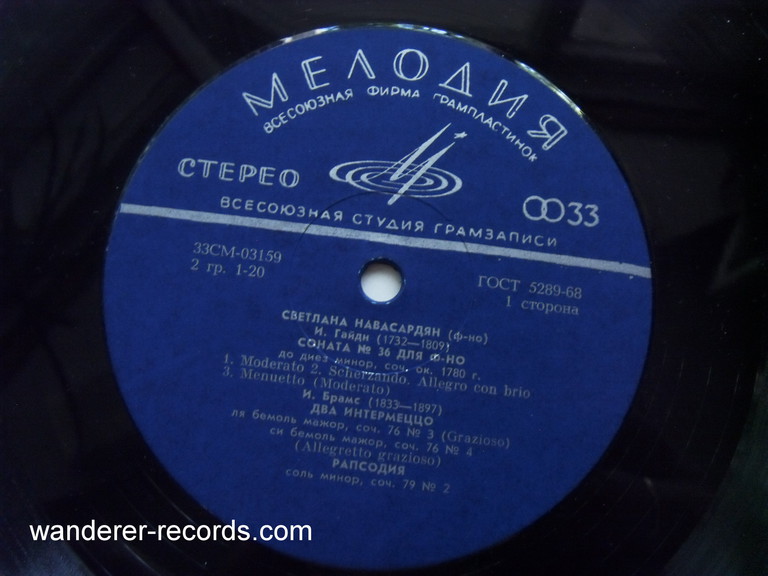 МЕЛОДИЯ
ВСЕСОЮЗНАЯ ФИРМА ГРАМПЛАСТИНОК
СТЕРЕО
33
ВСЕСОЮЗНАЯ СТУДИЯ ГРАМЗАПИСИ
33СМ-03159
2 гр. 1-20
ГОСТ 5289-68
1 сторона
СВЕТЛАНА НАВАСАРДЯН (ф-но)
И. Гайдн (1732—1809)
СОНАТА № 36 ДЛЯ Ф-НО
до диез минор, соч. ок. 1780 г.
1. Moderato 2. Scherzando. Allegro con brio
3. Menuetto (Moderato)
И. Брамс (1833—1897)
ДВА ИНТЕРМЕЦЦО
ля бемоль мажор, соч. 76 № 3 (Grazioso)
си бемоль мажор, соч. 76 № 4
(Allegretto grazioso)
РАПСОДИЯ
соль минор, соч. 79 № 2
wanderer-records.com